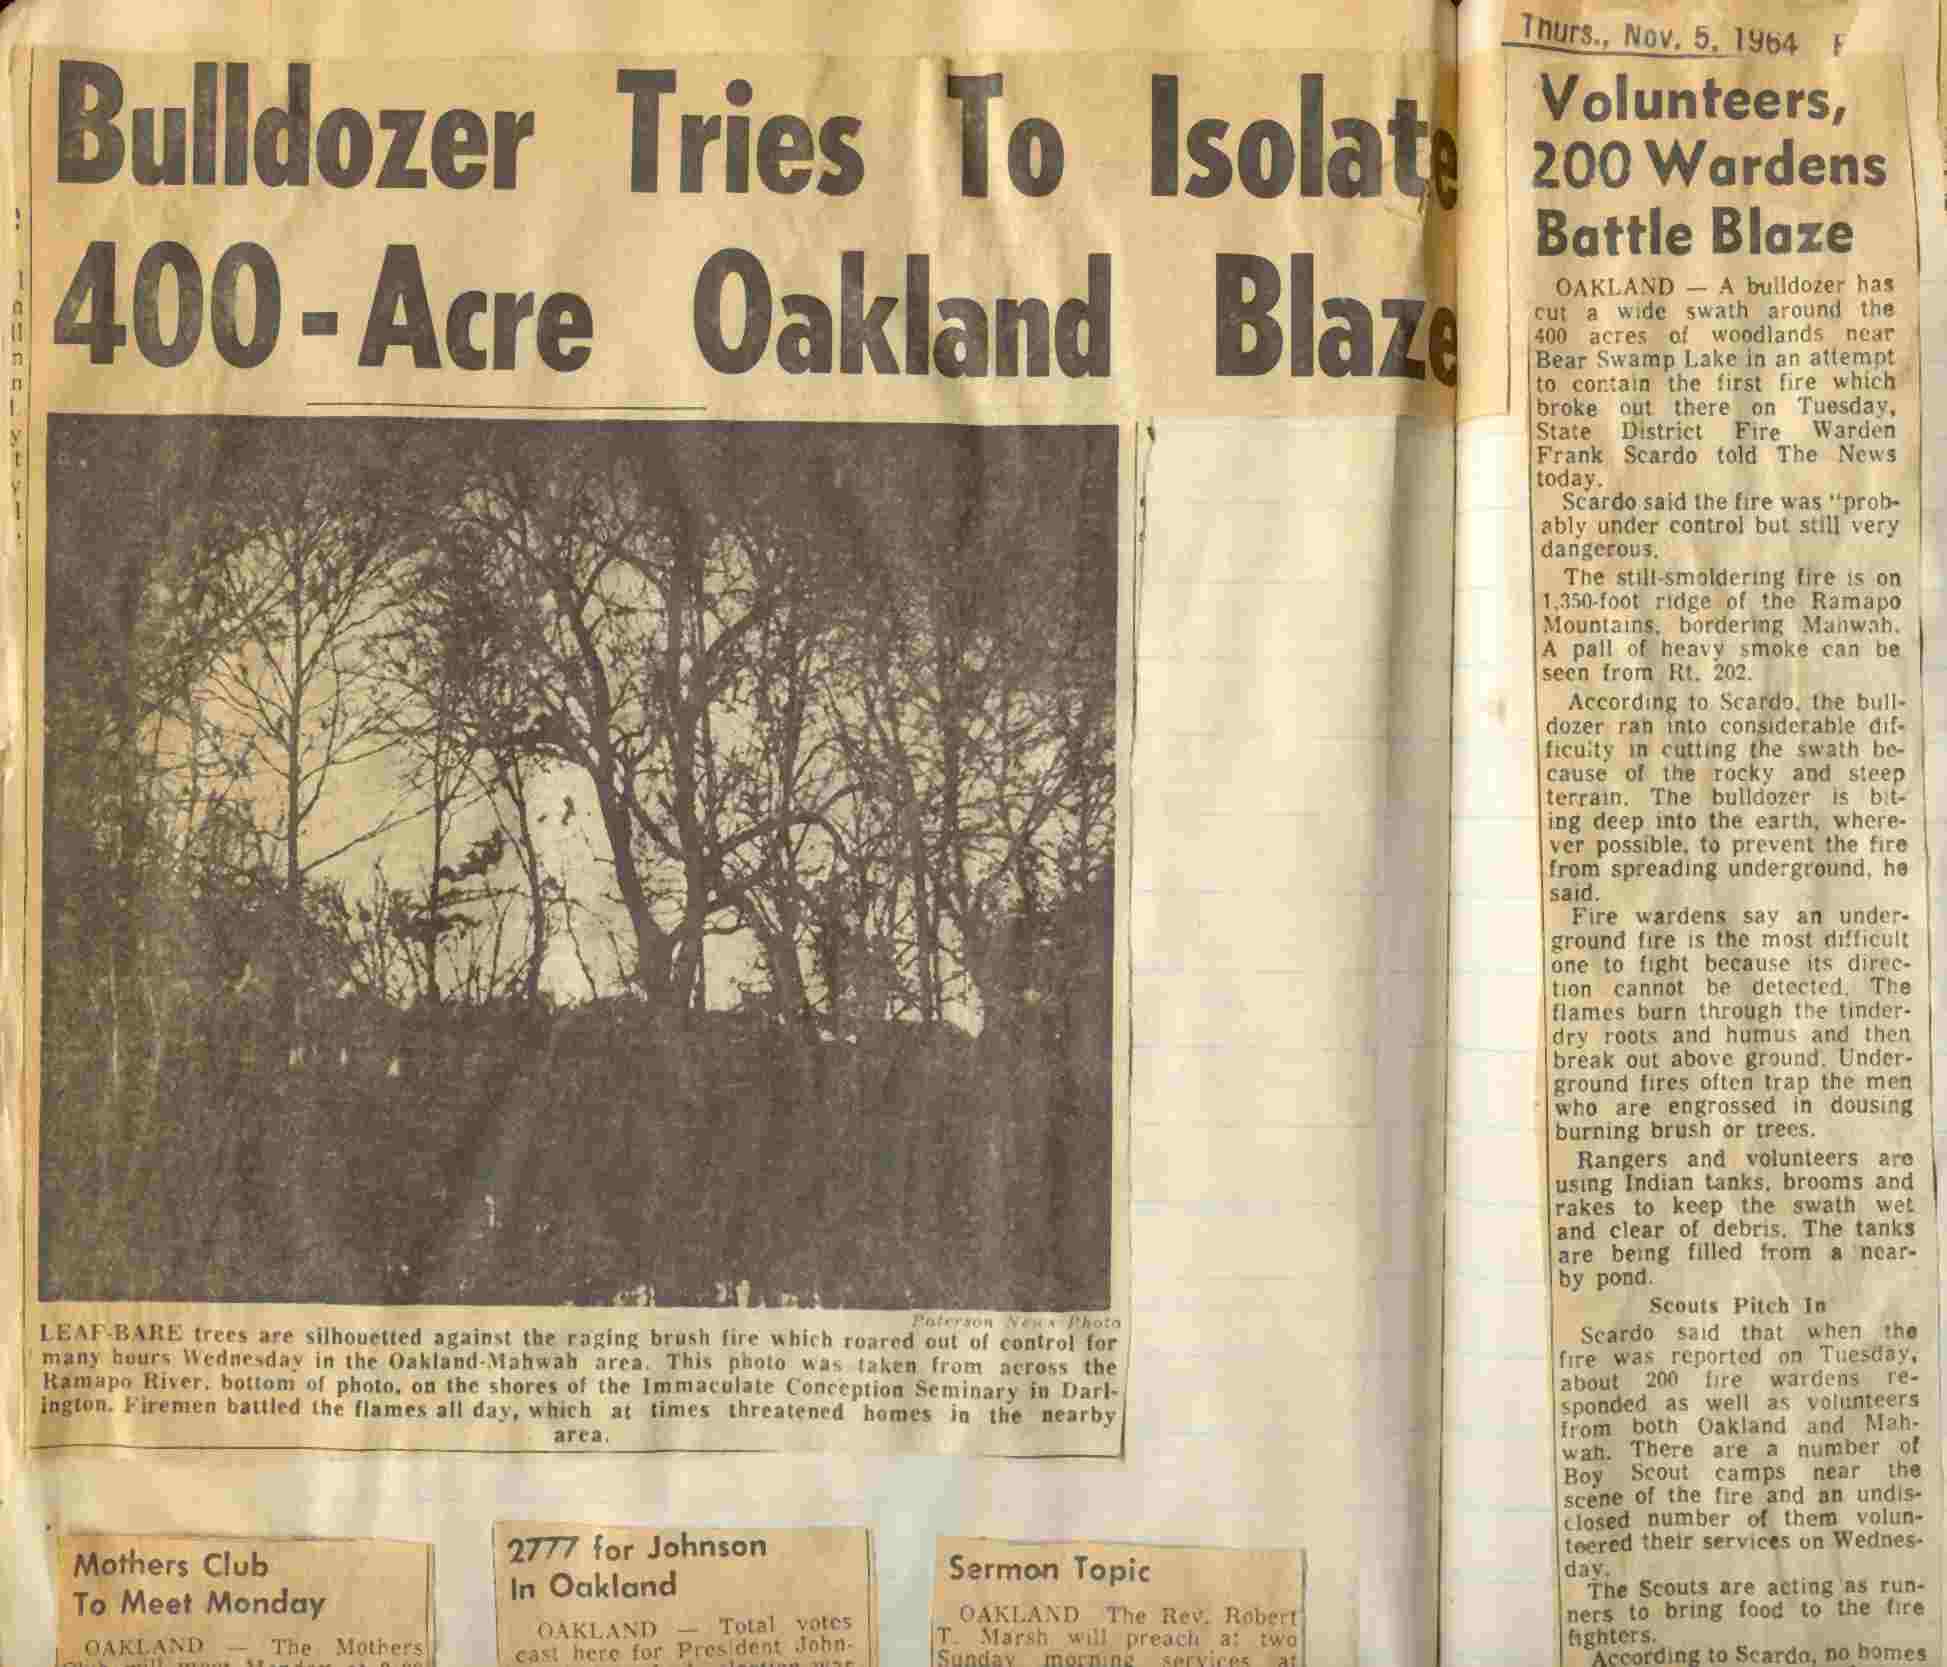 Bulldozer Tries To Isolate
400-Acre Oakland Blaze
Paterson News Photo
LEAF-BARE trees are silhouetted against the raging brush fire which roared out of control for
many hours Wednesday in the Oakland-Mahwah area. This photo was taken from across the
Ramapo River, bottom of photo, on the shores of the Immaculate Conception Seminary in Darl-
ington. Firemen battled the flames all day, which at times threatened homes in the nearby
area.
Mothers Club
To Meet Monday
OAKLAND — The Mothers
2777 for Johnson
In Oakland
OAKLAND — Total votes
cast here for President John-
Sermon Topic
OAKLAND The Rev. Robert
T. Marsh will preach at two
Sunday morning services at
Thurs., Nov. 5, 1964
Volunteers,
200 Wardens
Battle Blaze
OAKLAND — A bulldozer has
cut a wide swath around the
400 acres of woodlands near
Bear Swamp Lake in an attempt
to contain the first fire which
broke out there on Tuesday,
State District Fire Warden
Frank Scardo told The News
today.
Scardo said the fire was "prob-
ably under control but still very
dangerous.
The still-smoldering fire is on
1,350-foot ridge of the Ramapo
Mountains, bordering Mahwah.
A pall of heavy smoke can be
seen from Rt. 202.
According to Scardo, the bull-
dozer ran into considerable dif-
ficulty in cutting the swath be-
cause of the rocky and steep
terrain. The bulldozer is bit-
ing deep into the earth, where-
ver possible, to prevent the fire
from spreading underground, he
said.
Fire wardens say an under-
ground fire is the most difficult
one to fight because its direc-
tion cannot be detected. The
flames burn through the tinder-
dry roots and humus and then
break out above ground. Under-
ground fires often trap the men
who are engrossed in dousing
burning brush or trees.
Rangers and volunteers are
using Indian tanks, brooms and
rakes to keep the swath wet
and clear of debris. The tanks
are being filled from a near-
by pond.
Scouts Pitch In
Scardo said that when the
fire was reported on Tuesday,
about 200 fire wardens re-
sponded as well as volunteers
from both Oakland and Mah-
wah. There are a number of
Boy Scout camps near the
scene of the fire and an undis-
closed number of them volun-
teered their services on Wednes-
day.
The Scouts are acting as run-
ners to bring food to the fire
fighters.
According to Scardo, no homes